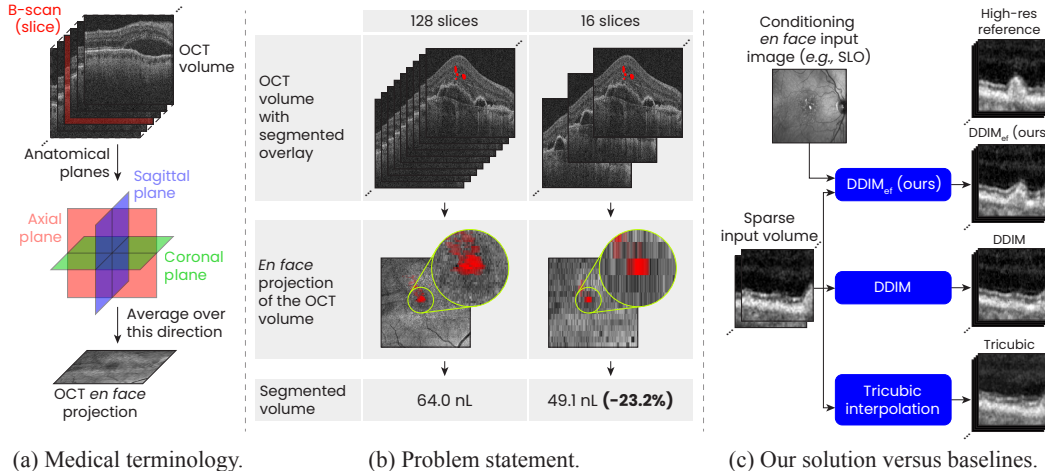 B-scan
(slice)
OCT
volume
Anatomical
planes
Sagittal
plane
Axial
plane
Coronal
plane
Average over
this direction
OCT en face
projection
(a) Medical terminology.
128 slices
16 slices
OCT
volume
with
segmented
overlay
En face
projection
of the OCT
volume
Segmented
volume
64.0 nL
49.1 nL (-23.2%)
(b) Problem statement.
Conditioning
en face input
image (e.g., SLO)
High-res
reference
DDIMef (ours)
DDIMef (ours)
Sparse
input volume
DDIM
DDIM
Tricubic
Tricubic
interpolation
(c) Our solution versus baselines.